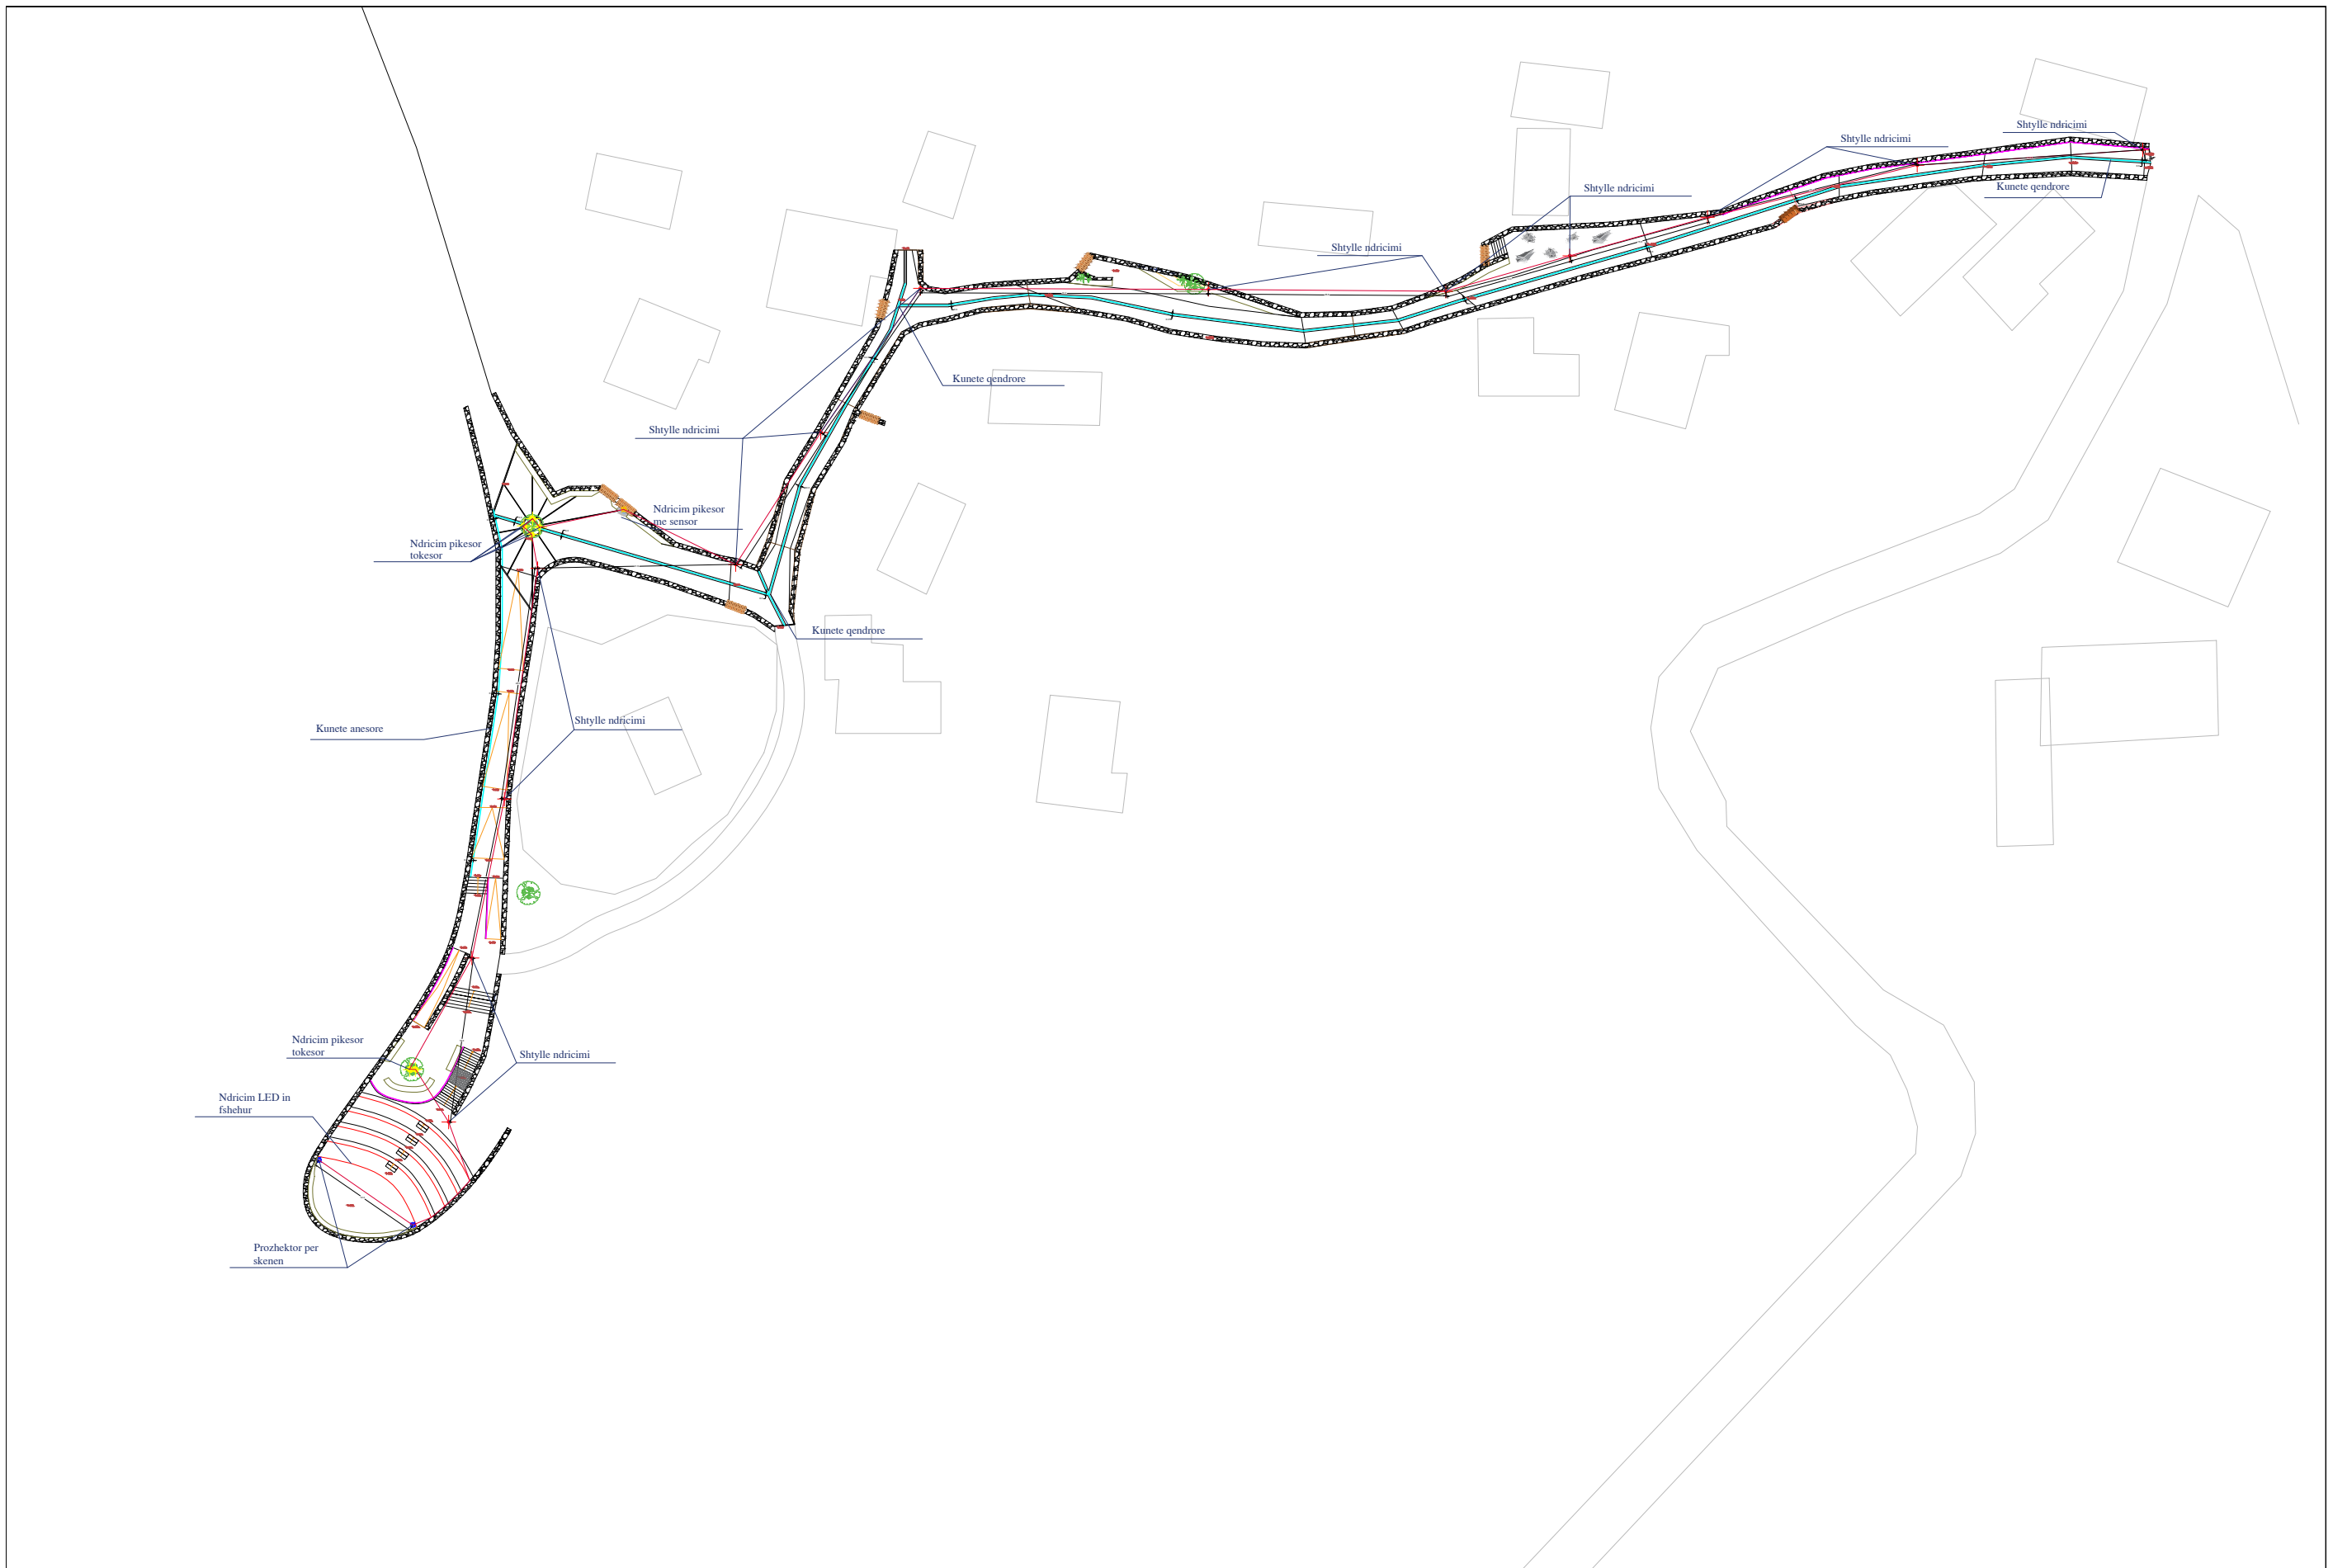 Shtylle ndricimi
Shtylle ndricimi
Kunete qendrore
Shtylle ndricimi
Shtylle ndricimi
Kunete qendrore
Shtylle ndricimi
Ndricim pikesor
me sensor
Ndricim pikesor
tokesor
Kunete qendrore
Shtylle ndricimi
Kunete anesore
Ndricim pikesor
tokesor
Shtylle ndricimi
Ndricim LED in
fshehur
Prozhektor per
skenen